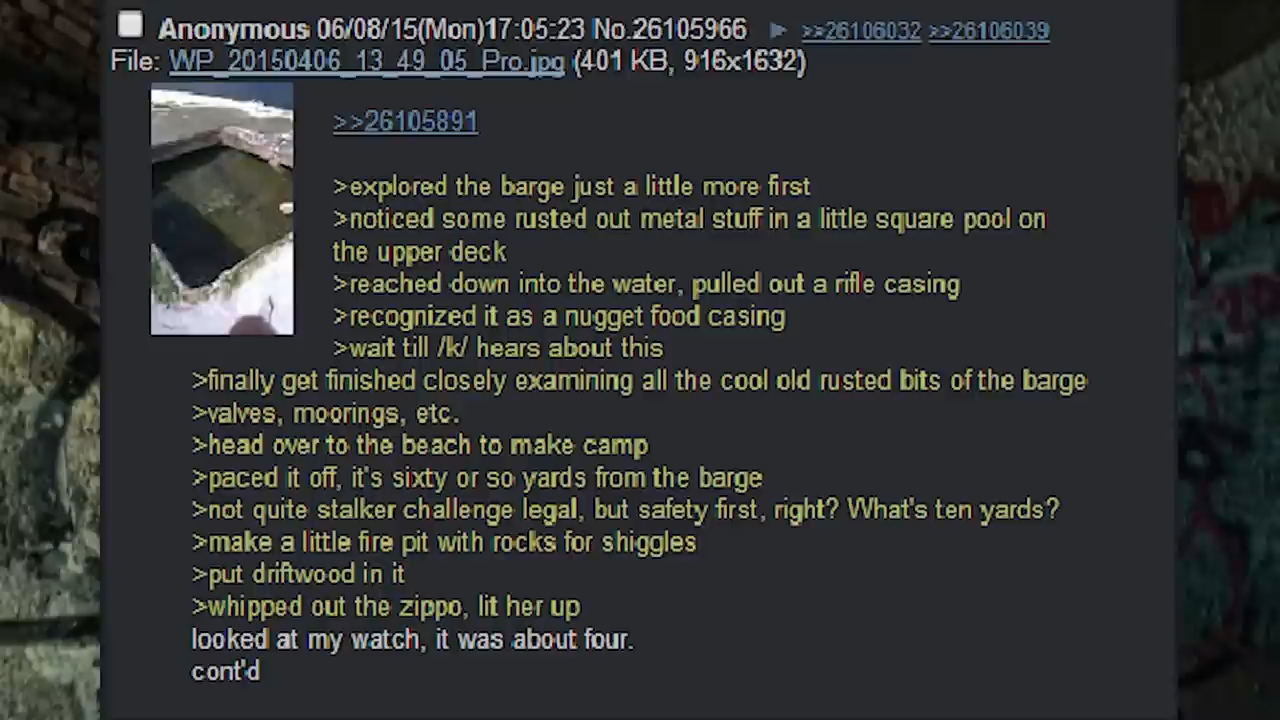 Anonymous 06/08/15(Mon)17:05:23 No.26105966 ▶ >>26106032 >>26106039
File: WP_20150406_13_49_05_Pro.jpg (401 KB, 916x1632)
>>26105891
>explored the barge just a little more first
>noticed some rusted out metal stuff in a little square pool on
the upper deck
>reached down into the water, pulled out a rifle casing
>recognized it as a nugget food casing
>wait till /k/ hears about this
>finally get finished closely examining all the cool old rusted bits of the barge
>valves, moorings, etc.
>head over to the beach to make camp
>paced it off, it's sixty or so yards from the barge
>not quite stalker challenge legal, but safety first, right? What's ten yards?
>make a little fire pit with rocks for shiggles
>put driftwood in it
>whipped out the zippo, lit her up
looked at my watch, it was about four.
cont'd